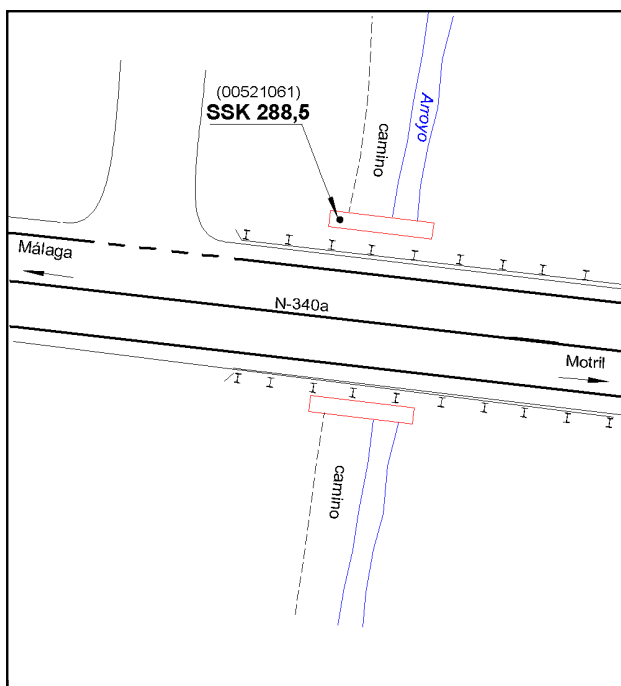 (00521061)
SSK 288,5
camino
Arroyo
Málaga
N-340a
Motril
camino